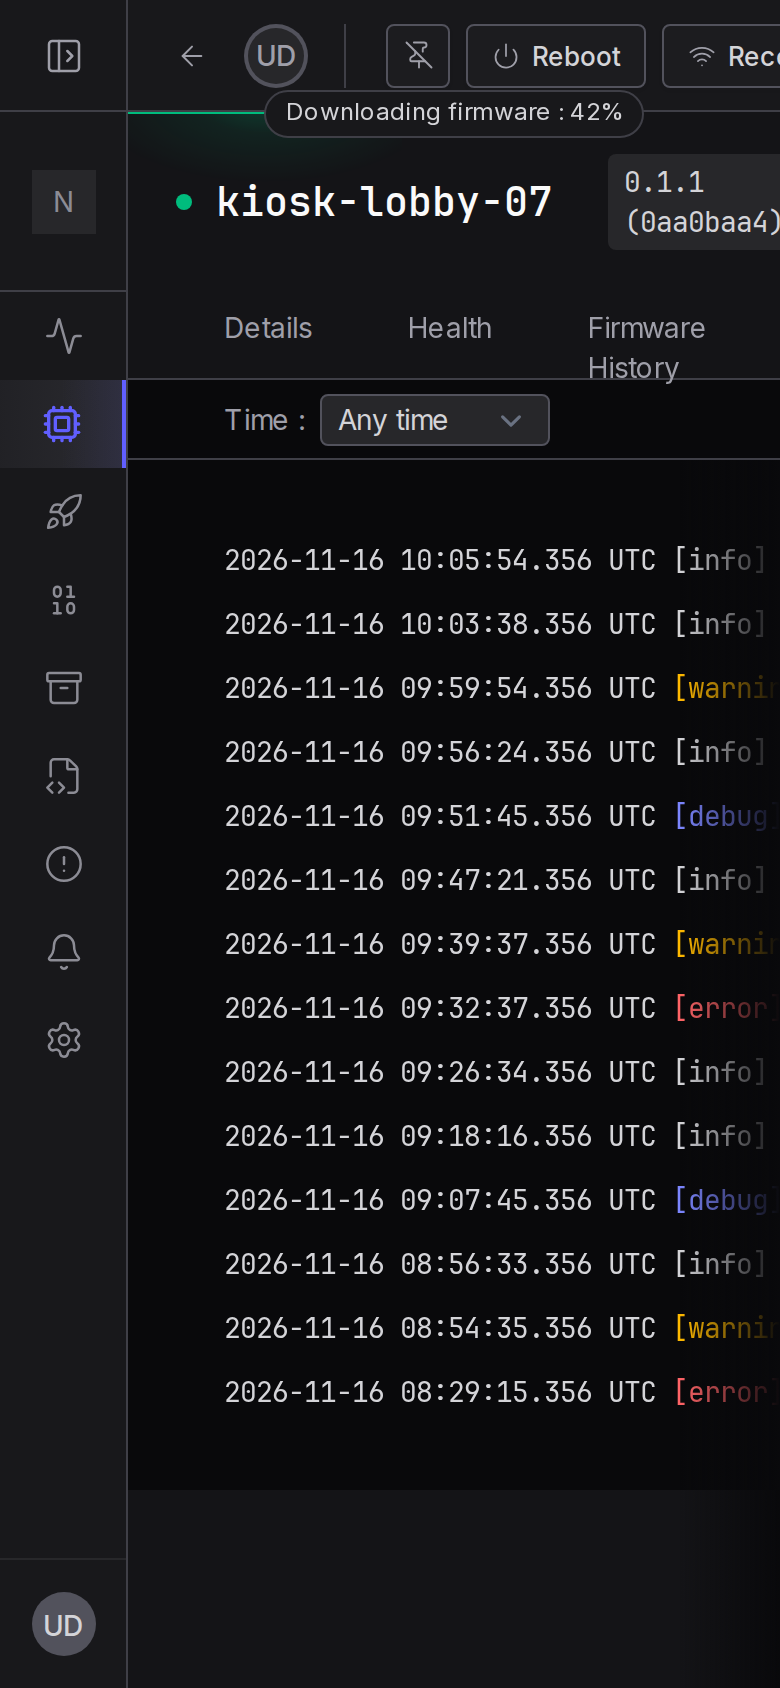 UD
Reboot
Downloading firmware : 42%
N
kiosk-lobby-07
0.1.1
(0aa0baa4)
Details
Health
Firmware
History
Time :
Any time
2026-11-16 10:05:54.356 UTC [info]
2026-11-16 10:03:38.356 UTC [info]
2026-11-16 09:59:54.356 UTC
2026-11-16 09:56:24.356 UTC [info]
01
10
2026-11-16 09:51:45.356 UTC [debug
2026-11-16 09:47:21.356 UTC [info]
2026-11-16 09:39:37.356 UTC
2026-11-16 09:32:37.356 UTC [error
2026-11-16 09:26:34.356 UTC [info]
2026-11-16 09:18:16.356 UTC [info]
2026-11-16 09:07:45.356 UTC [debug
2026-11-16 08:56:33.356 UTC [info]
2026-11-16 08:54:35.356 UTC
2026-11-16 08:29:15.356 UTC [error
UD